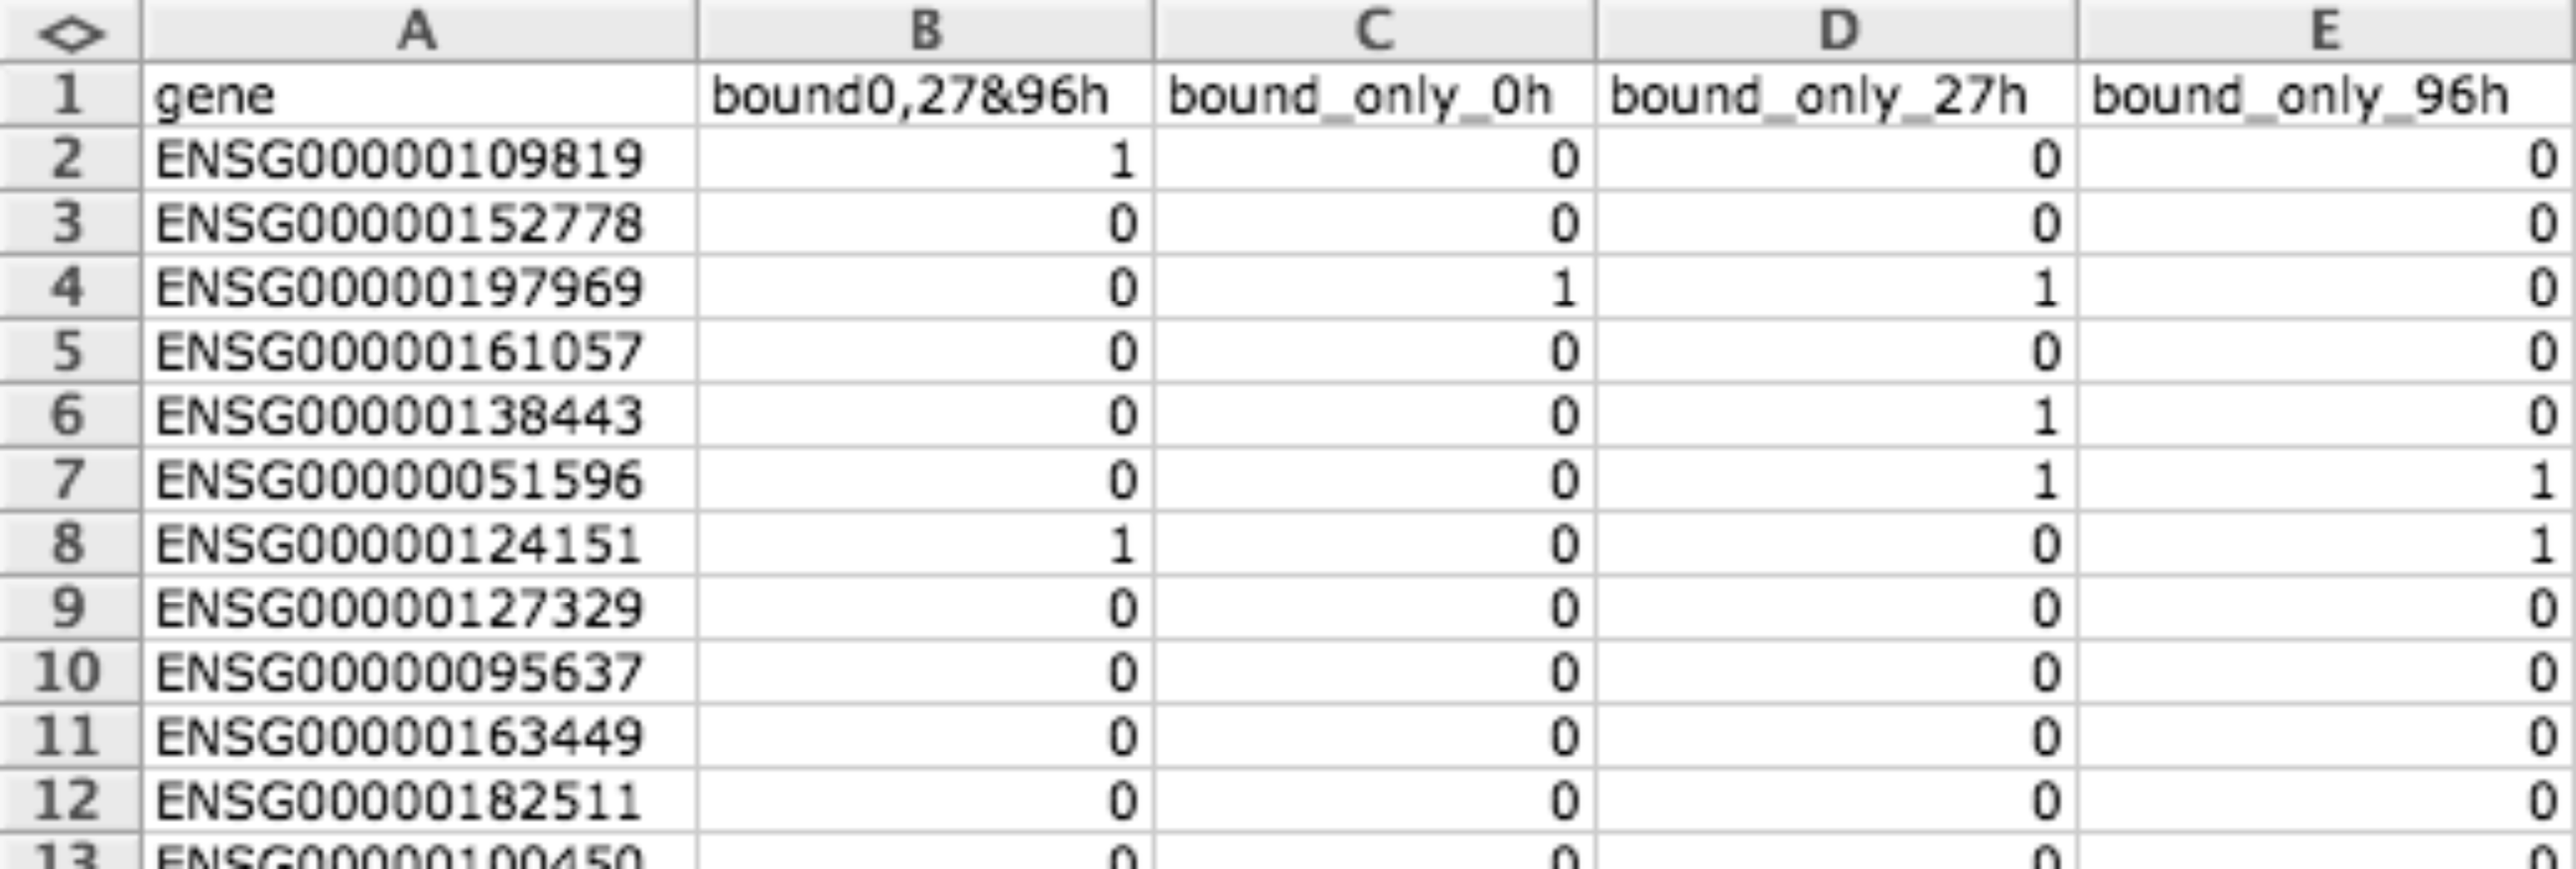 A B C D E
1 gene bound0,27&96h bound_only_0h bound_only_27h bound_only_96h
2 ENSG00000109819 1 0 0 0
3 ENSG00000152778 0 0 0 0
4 ENSG00000197969 0 1 1 0
5 ENSG00000161057 0 0 0 0
6 ENSG00000138443 0 0 1 0
7 ENSG00000051596 0 0 1 1
8 ENSG00000124151 1 0 0 1
9 ENSG00000127329 0 0 0 0
10 ENSG00000095637 0 0 0 0
11 ENSG00000163449 0 0 0 0
12 ENSG00000182511 0 0 0 0
13 ENSG00000100450 0 0 0 0